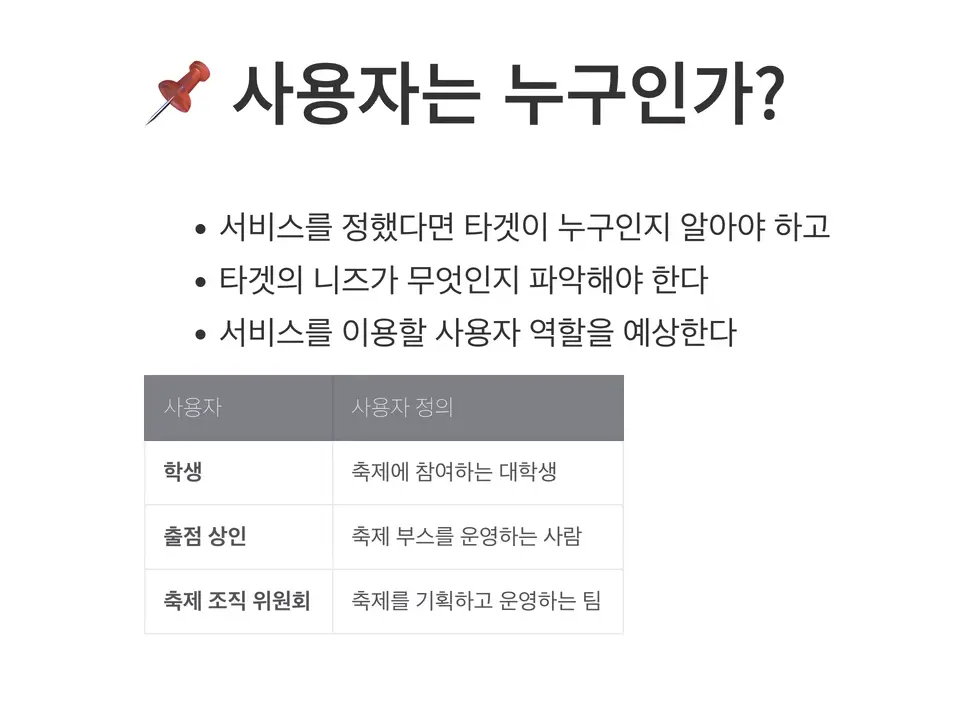 📌 사용자는 누구인가?
• 서비스를 정했다면 타겟이 누구인지 알아야 하고
• 타겟의 니즈가 무엇인지 파악해야 한다
• 서비스를 이용할 사용자 역할을 예상한다
사용자 사용자 정의
학생 축제에 참여하는 대학생
출점 상인 축제 부스를 운영하는 사람
축제 조직 위원회 축제를 기획하고 운영하는 팀